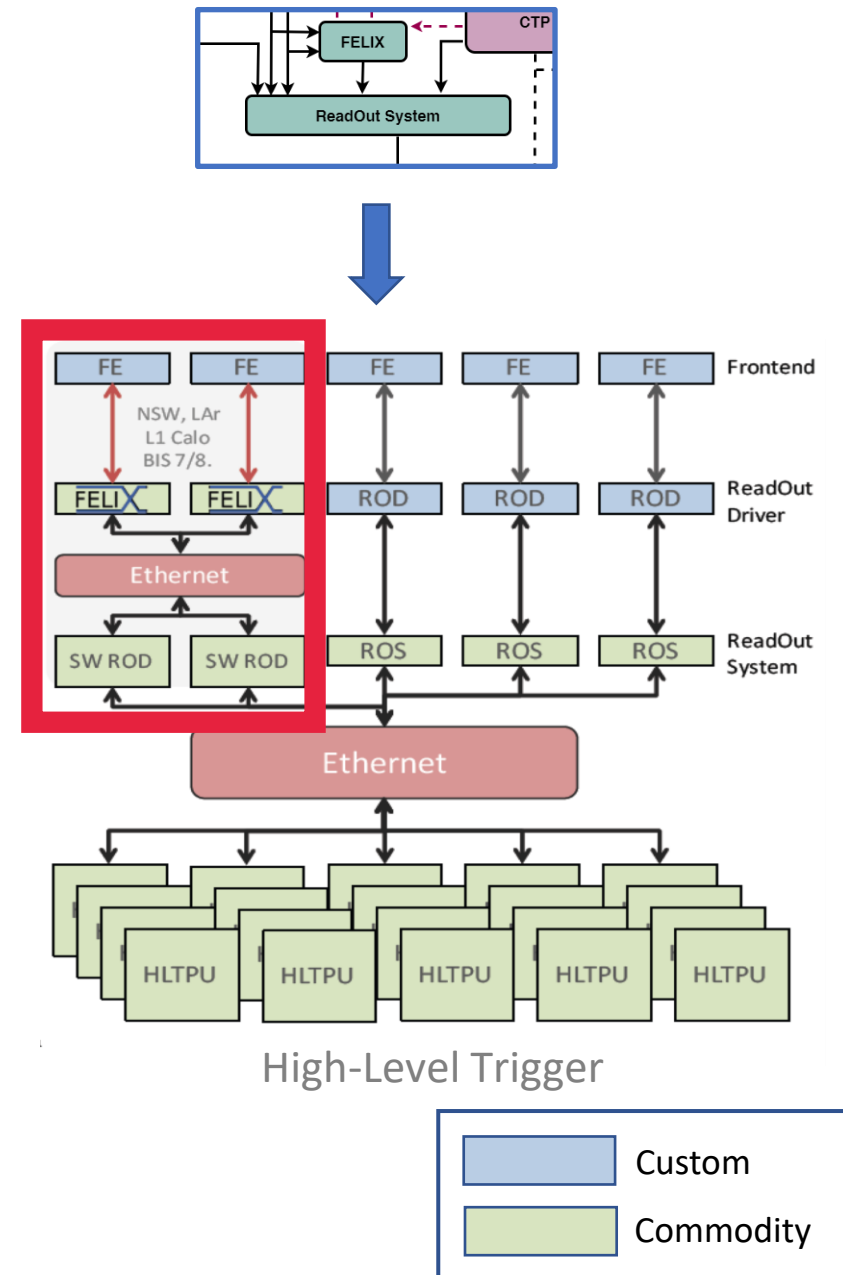 CTP
FELIX
ReadOut System
FE FE FE FE FE Frontend
NSW, LAr
L1 Calo
BIS 7/8.
FELIX FELIX ROD ROD ROD ReadOut
Driver
Ethernet
SW ROD SW ROD ROS ROS ROS ReadOut
System
Ethernet
HLTPU HLTPU HLTPU HLTPU HLTPU
High-Level Trigger
Custom
Commodity